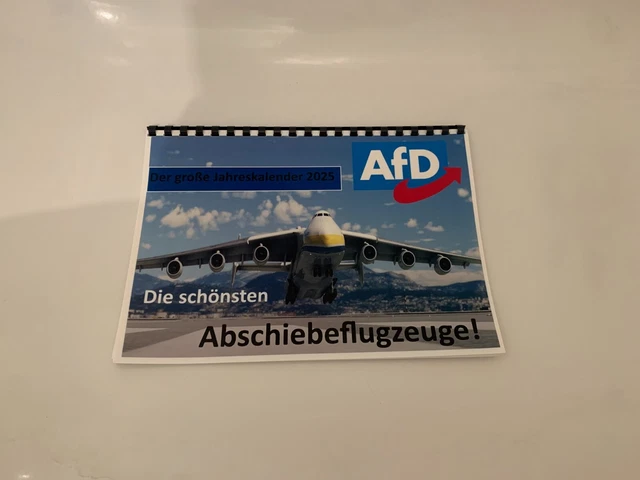 Der große Jahreskalender 2025
AfD
Die schönsten
Abschiebeflugzeuge!